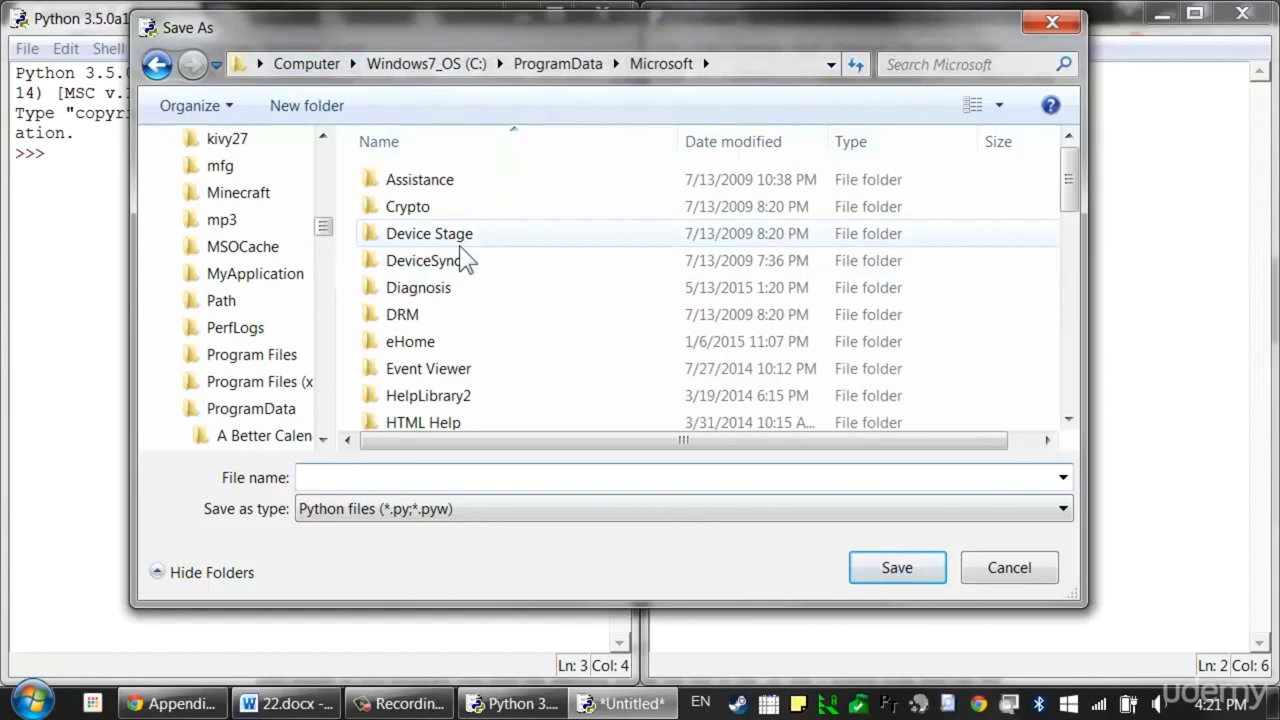 Python 3.5.0a1
Save As
Computer
Windows7_OS (C:)
ProgramData
Microsoft
Search Microsoft
File Edit Shell
Organize
New folder
Python 3.5.0
14) [MSC v.1
Type "copyri
ation.
>>>
kivy27
mfg
Minecraft
mp3
MSOCache
MyApplication
Path
PerfLogs
Program Files
Program Files (x
ProgramData
A Better Calen
Name Date modified Type Size
Assistance 7/13/2009 10:38 PM File folder
Crypto 7/13/2009 8:20 PM File folder
Device Stage 7/13/2009 8:20 PM File folder
DeviceSync 7/13/2009 7:36 PM File folder
Diagnosis 5/13/2015 1:20 PM File folder
DRM 7/13/2009 8:20 PM File folder
eHome 1/6/2015 11:07 PM File folder
Event Viewer 7/27/2014 10:12 PM File folder
HelpLibrary2 3/19/2014 6:15 PM File folder
HTML Help 3/31/2014 10:15 A... File folder
File name:
Save as type: Python files (*.py;*.pyw)
Hide Folders
Save
Cancel
Ln: 3 Col: 4
Ln: 2 Col: 6
Appendi...
22.docx -...
Recordin...
Python 3....
*Untitled*
EN
Pr
4:21 PM
udemy